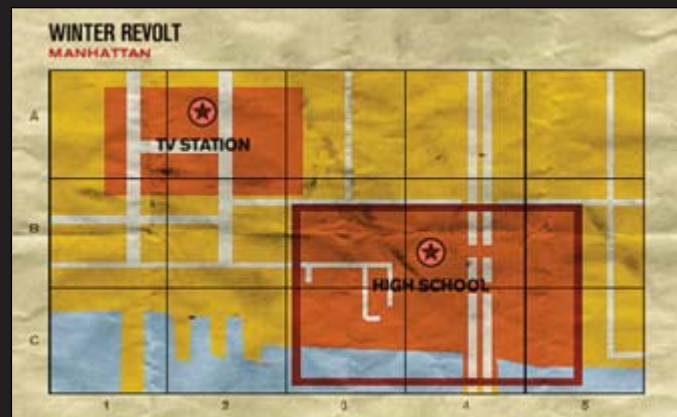 WINTER REVOLT
MANHATTAN
A
TV STATION
B
HIGH SCHOOL
C
1 2 3 4 5